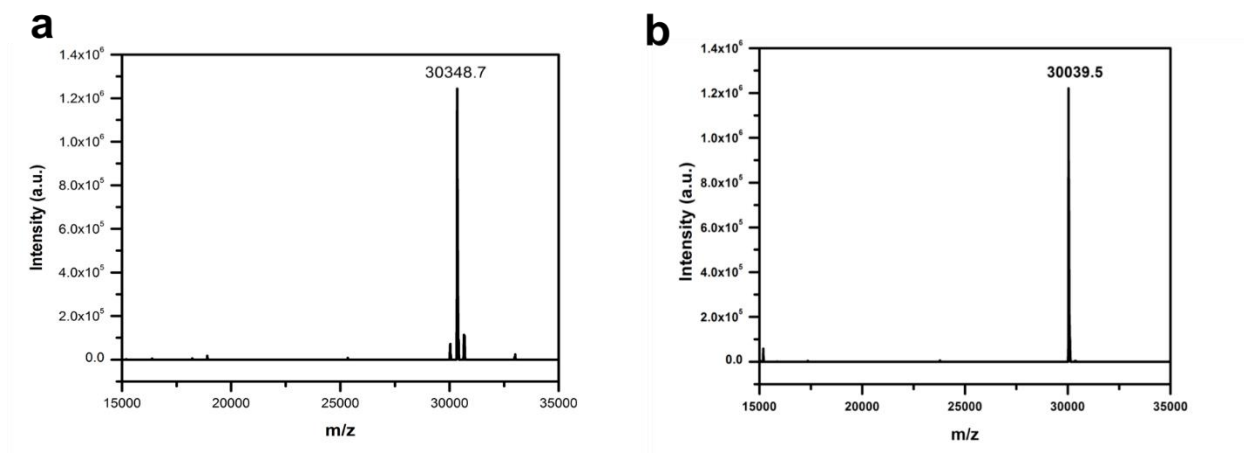 a
30348.7
1.4x10⁶
1.2x10⁶
1.0x10⁶
8.0x10⁵
6.0x10⁵
4.0x10⁵
2.0x10⁵
0.0
Intensity (a.u.)
15000 20000 25000 30000 35000
m/z
b
30039.5
1.4x10⁶
1.2x10⁶
1.0x10⁶
8.0x10⁵
6.0x10⁵
4.0x10⁵
2.0x10⁵
0.0
Intensity (a.u.)
15000 20000 25000 30000 35000
m/z